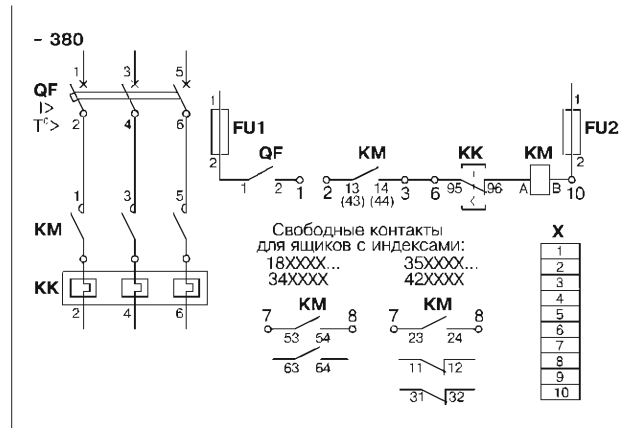 ~ 380
1 3 5
QF
I>
T°>
2 4 6
1 3 5
KM
KK
2 4 6
1 1
FU1 FU2
2 2
QF KM KK KM
1 2 1 2 13 14 3 6 95 96 A B 10
(43) (44)
Свободные контакты
для ящиков с индексами:
18XXXX... 35XXXX...
34XXXX 42XXXX
KM KM
7 8 7 8
53 54 23 24
63 64 11 12
31 32
X
1
2
3
4
5
6
7
8
9
10